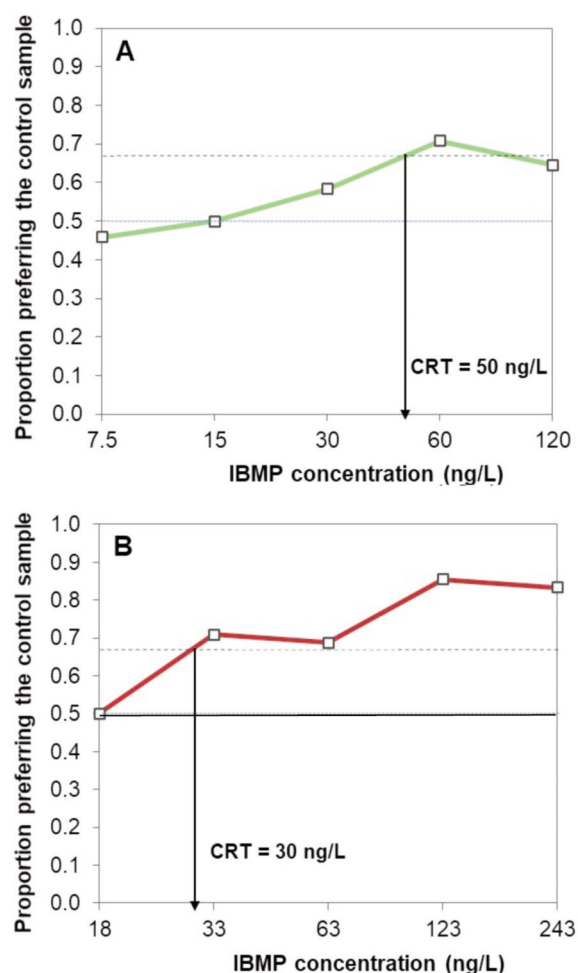 A
Proportion preferring the control sample
1.0
0.9
0.8
0.7
0.6
0.5
0.4
0.3
0.2
0.1
0.0
CRT = 50 ng/L
7.5 15 30 60 120
IBMP concentration (ng/L)
B
Proportion preferring the control sample
1.0
0.9
0.8
0.7
0.6
0.5
0.4
0.3
0.2
0.1
0.0
CRT = 30 ng/L
18 33 63 123 243
IBMP concentration (ng/L)